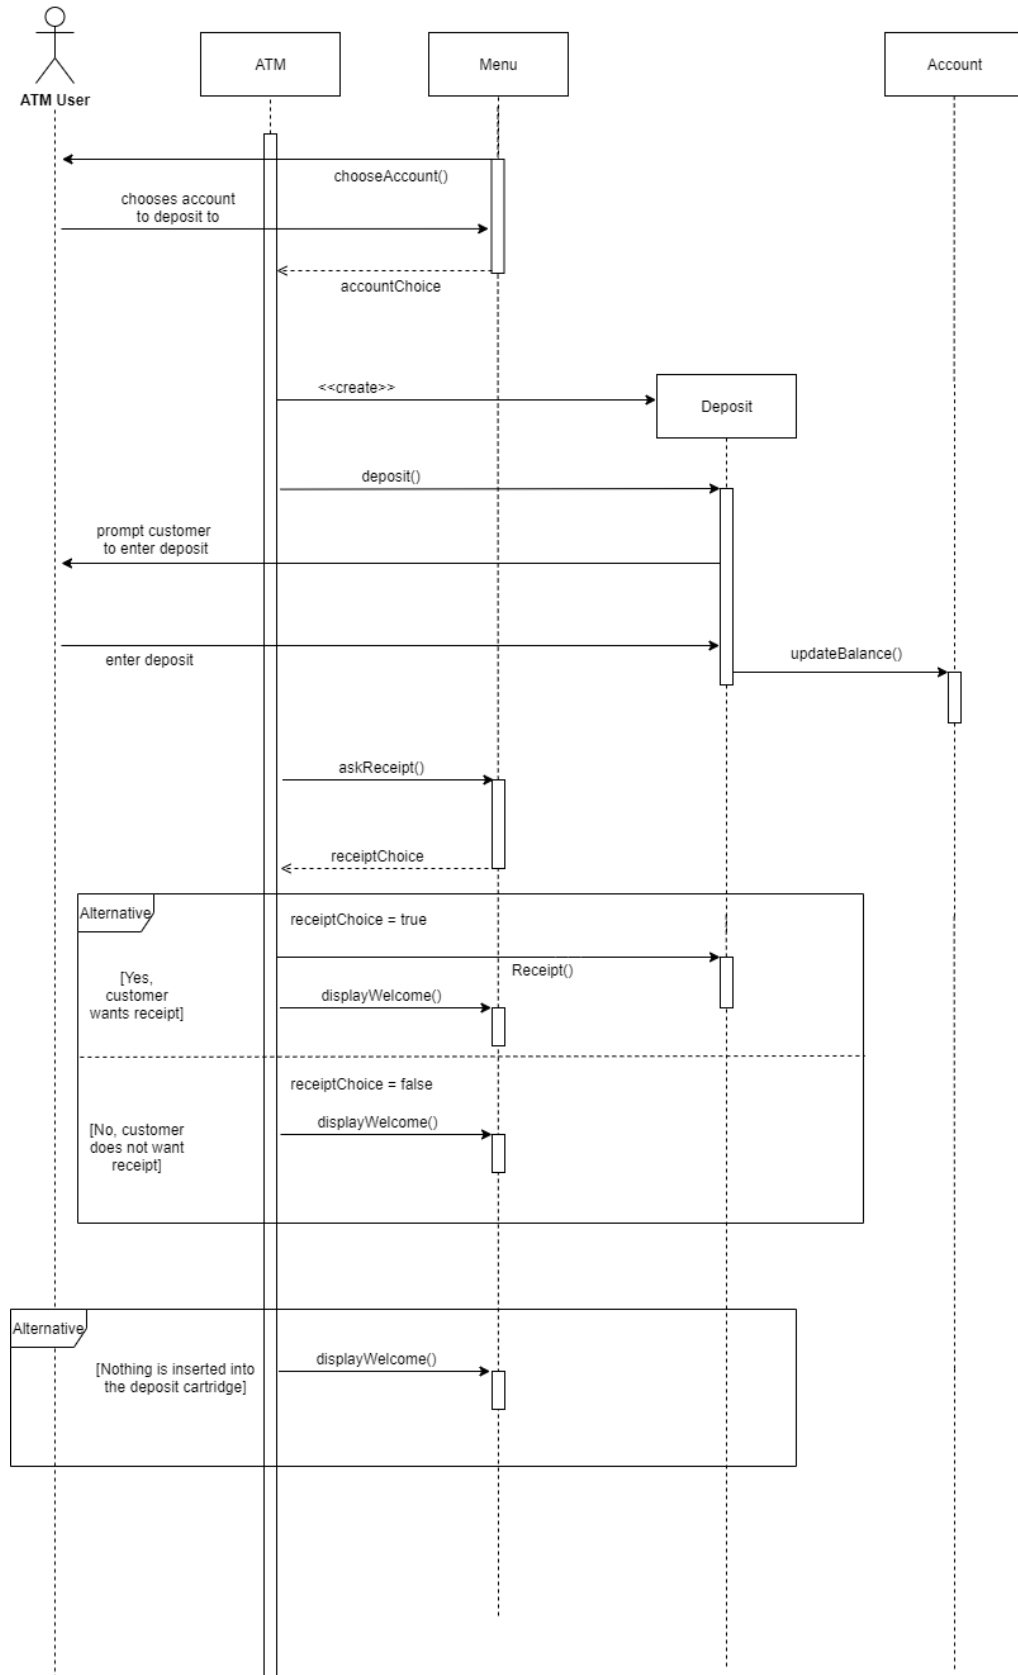 ATM User
ATM
Menu
Account
chooseAccount()
chooses account
to deposit to
accountChoice
<<create>>
Deposit
deposit()
prompt customer
to enter deposit
enter deposit
updateBalance()
askReceipt()
receiptChoice
Alternative
receiptChoice = true
[Yes,
customer
wants receipt]
Receipt()
displayWelcome()
receiptChoice = false
[No, customer
does not want
receipt]
displayWelcome()
Alternative
[Nothing is inserted into
the deposit cartridge]
displayWelcome()